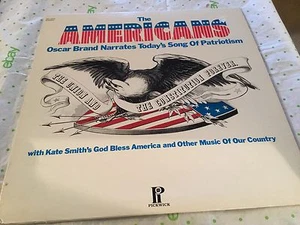 The
AMERICANS
Oscar Brand Narrates Today's Song Of Patriotism
THE UNION AND THE CONSTITUTION FOREVER
with Kate Smith's God Bless America and Other Music Of Our Country
PICKWICK
ebay